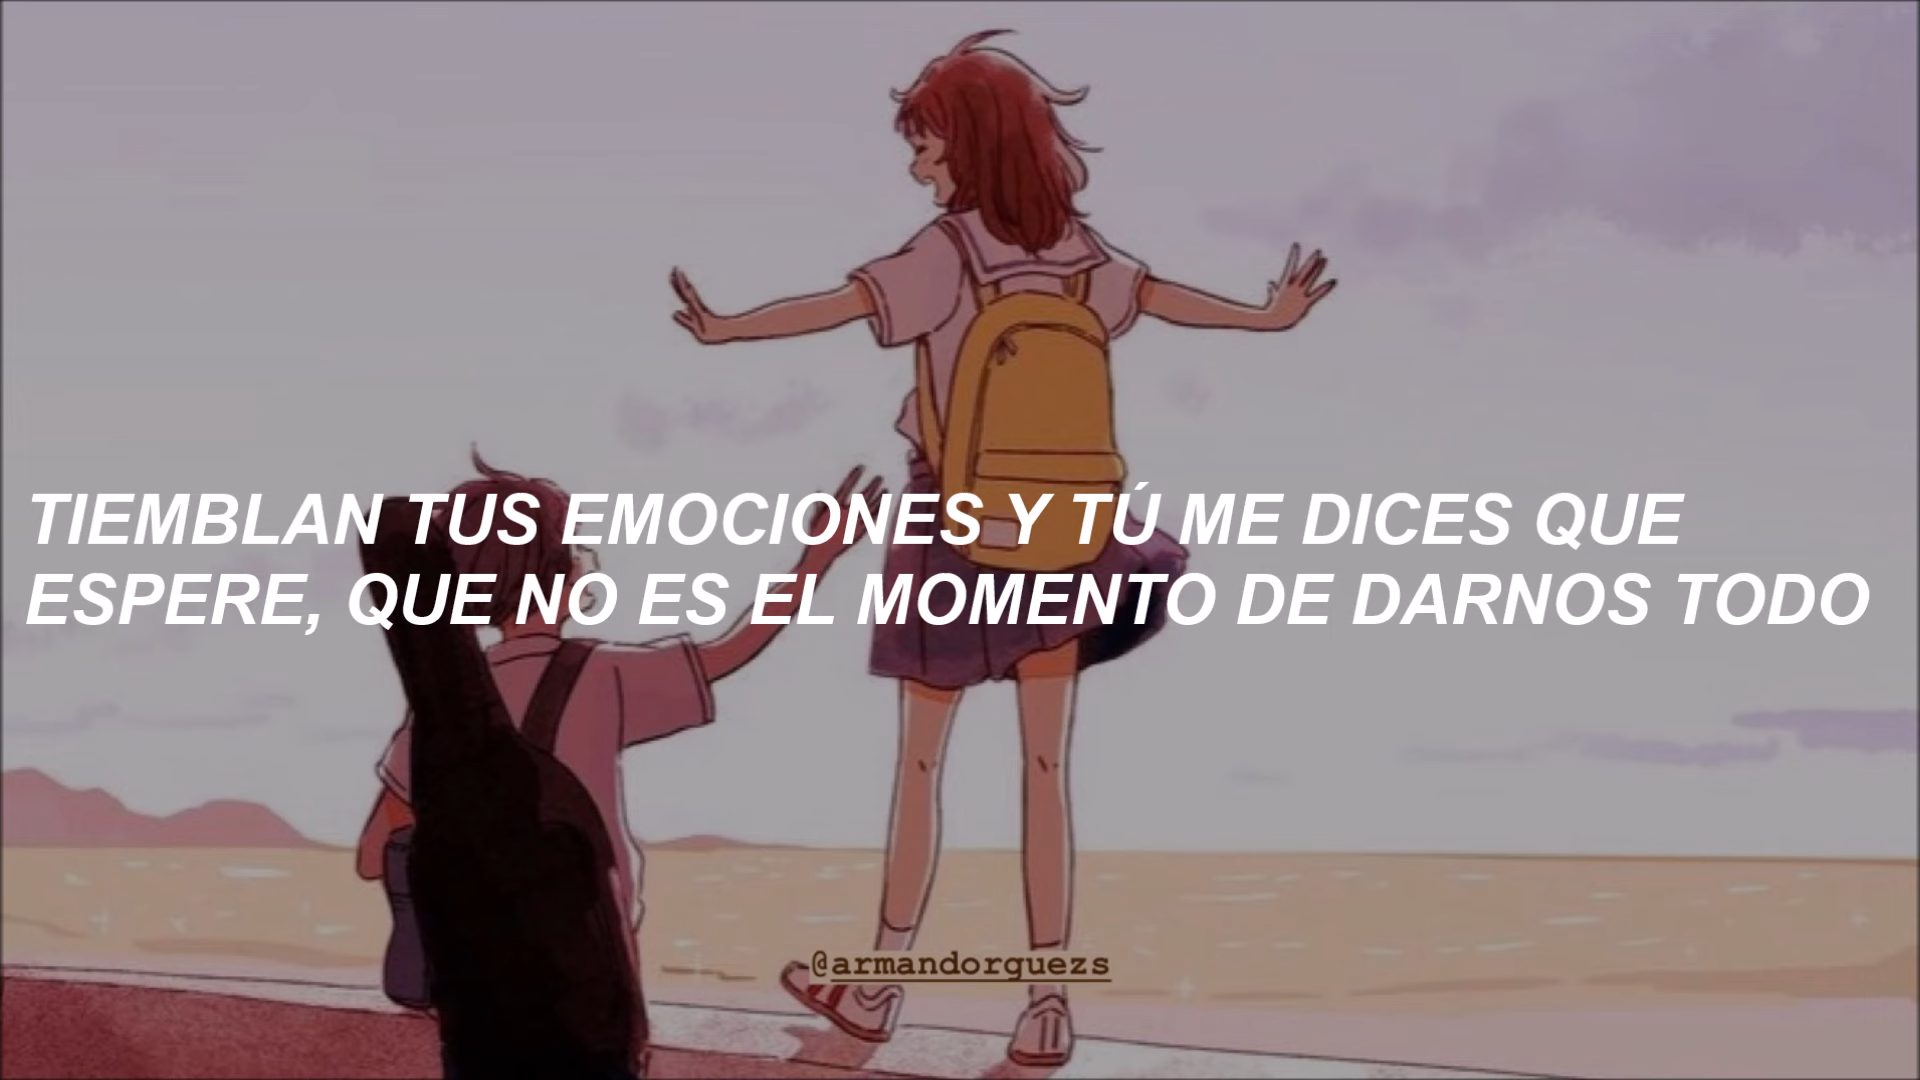 TIEMBLAN TUS EMOCIONES Y TÚ ME DICES QUE
ESPERE, QUE NO ES EL MOMENTO DE DARNOS TODO
@armandorguezs